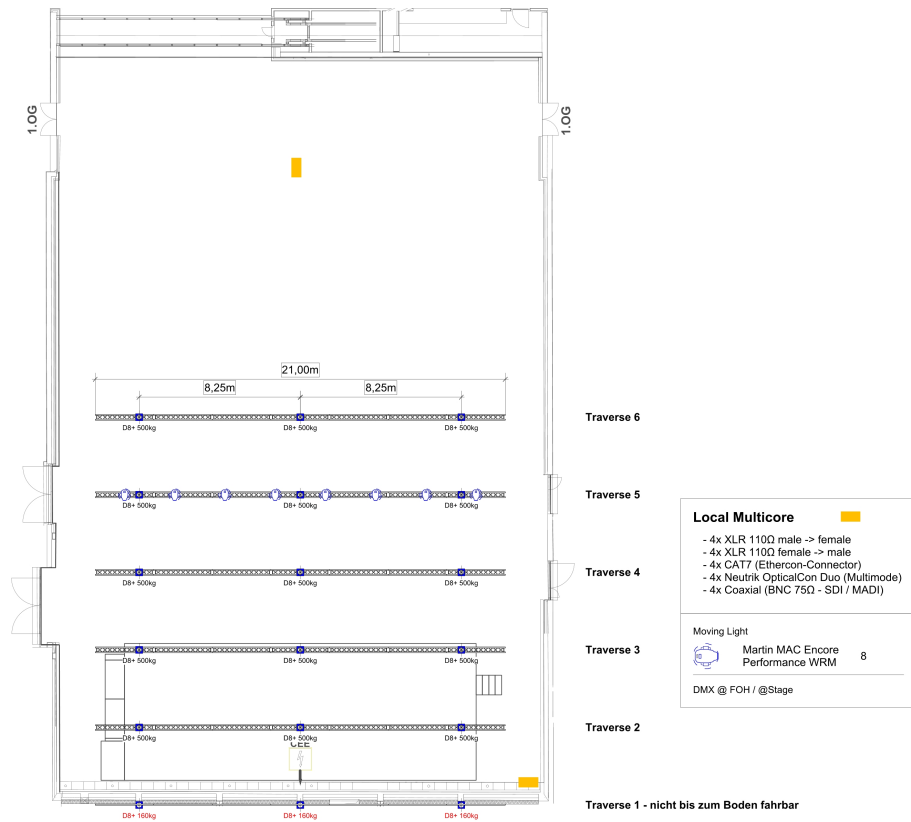 1.OG
1.OG
21,00m
8,25m
8,25m
Traverse 6
D8+ 500kg
D8+ 500kg
D8+ 500kg
Traverse 5
D8+ 500kg
D8+ 500kg
D8+ 500kg
Traverse 4
D8+ 500kg
D8+ 500kg
D8+ 500kg
Traverse 3
D8+ 500kg
D8+ 500kg
D8+ 500kg
Traverse 2
D8+ 500kg
D8+ 500kg
D8+ 500kg
CEE
Traverse 1 - nicht bis zum Boden fahrbar
D8+ 160kg
D8+ 160kg
D8+ 160kg
Local Multicore
- 4x XLR 110Ω male -> female
- 4x XLR 110Ω female -> male
- 4x CAT7 (Ethercon-Connector)
- 4x Neutrik OpticalCon Duo (Multimode)
- 4x Coaxial (BNC 75Ω - SDI / MADI)
Moving Light
Martin MAC Encore
Performance WRM 8
DMX @ FOH / @Stage